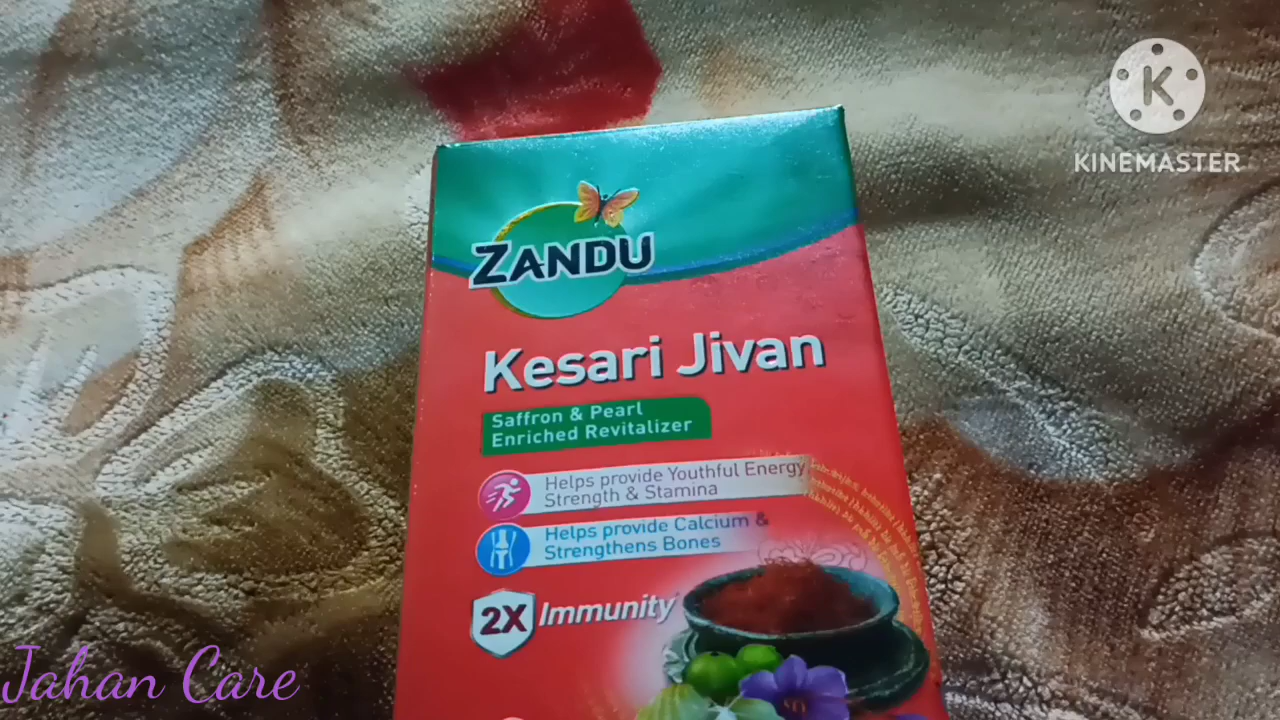 K
KINEMASTER
ZANDU
Kesari Jivan
Saffron & Pearl
Enriched Revitalizer
Helps provide Youthful Energy
Strength & Stamina
Helps provide Calcium &
Strengthens Bones
2X Immunity
Jahan Care